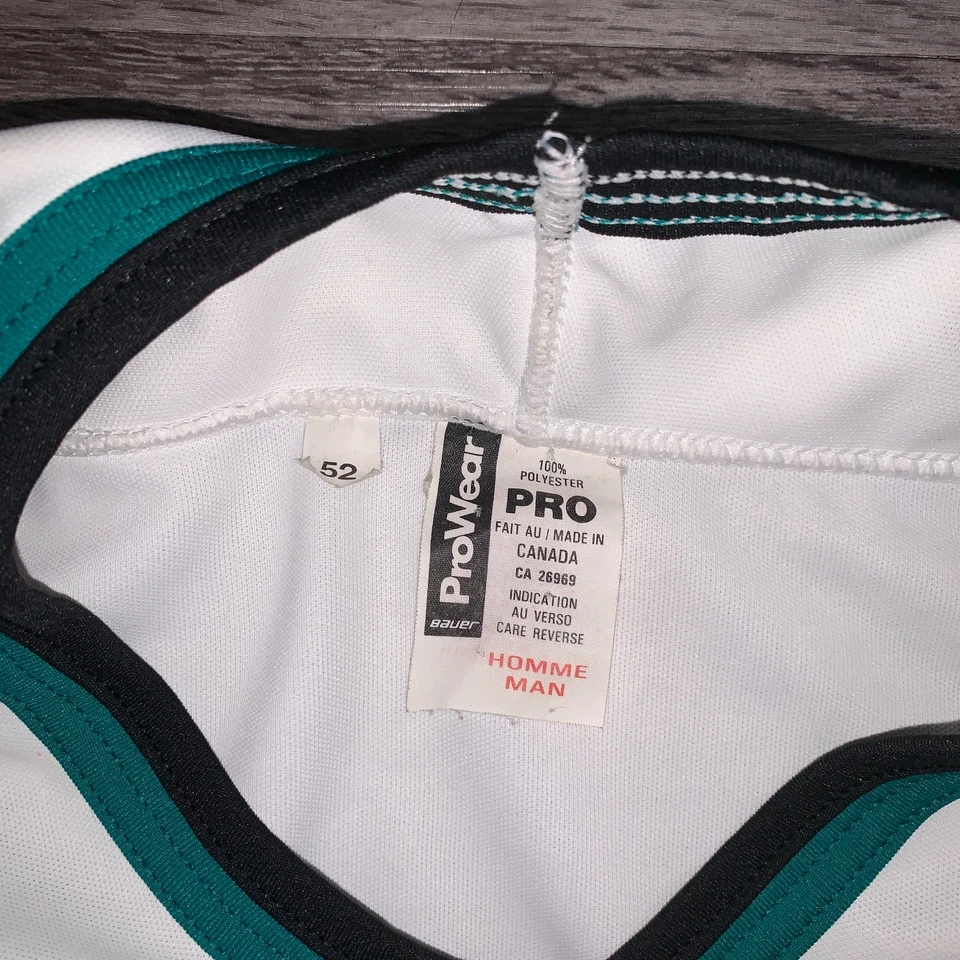 52
ProWear
BAUER
100%
POLYESTER
PRO
FAIT AU / MADE IN
CANADA
CA 26969
INDICATION
AU VERSO
CARE REVERSE
HOMME
MAN